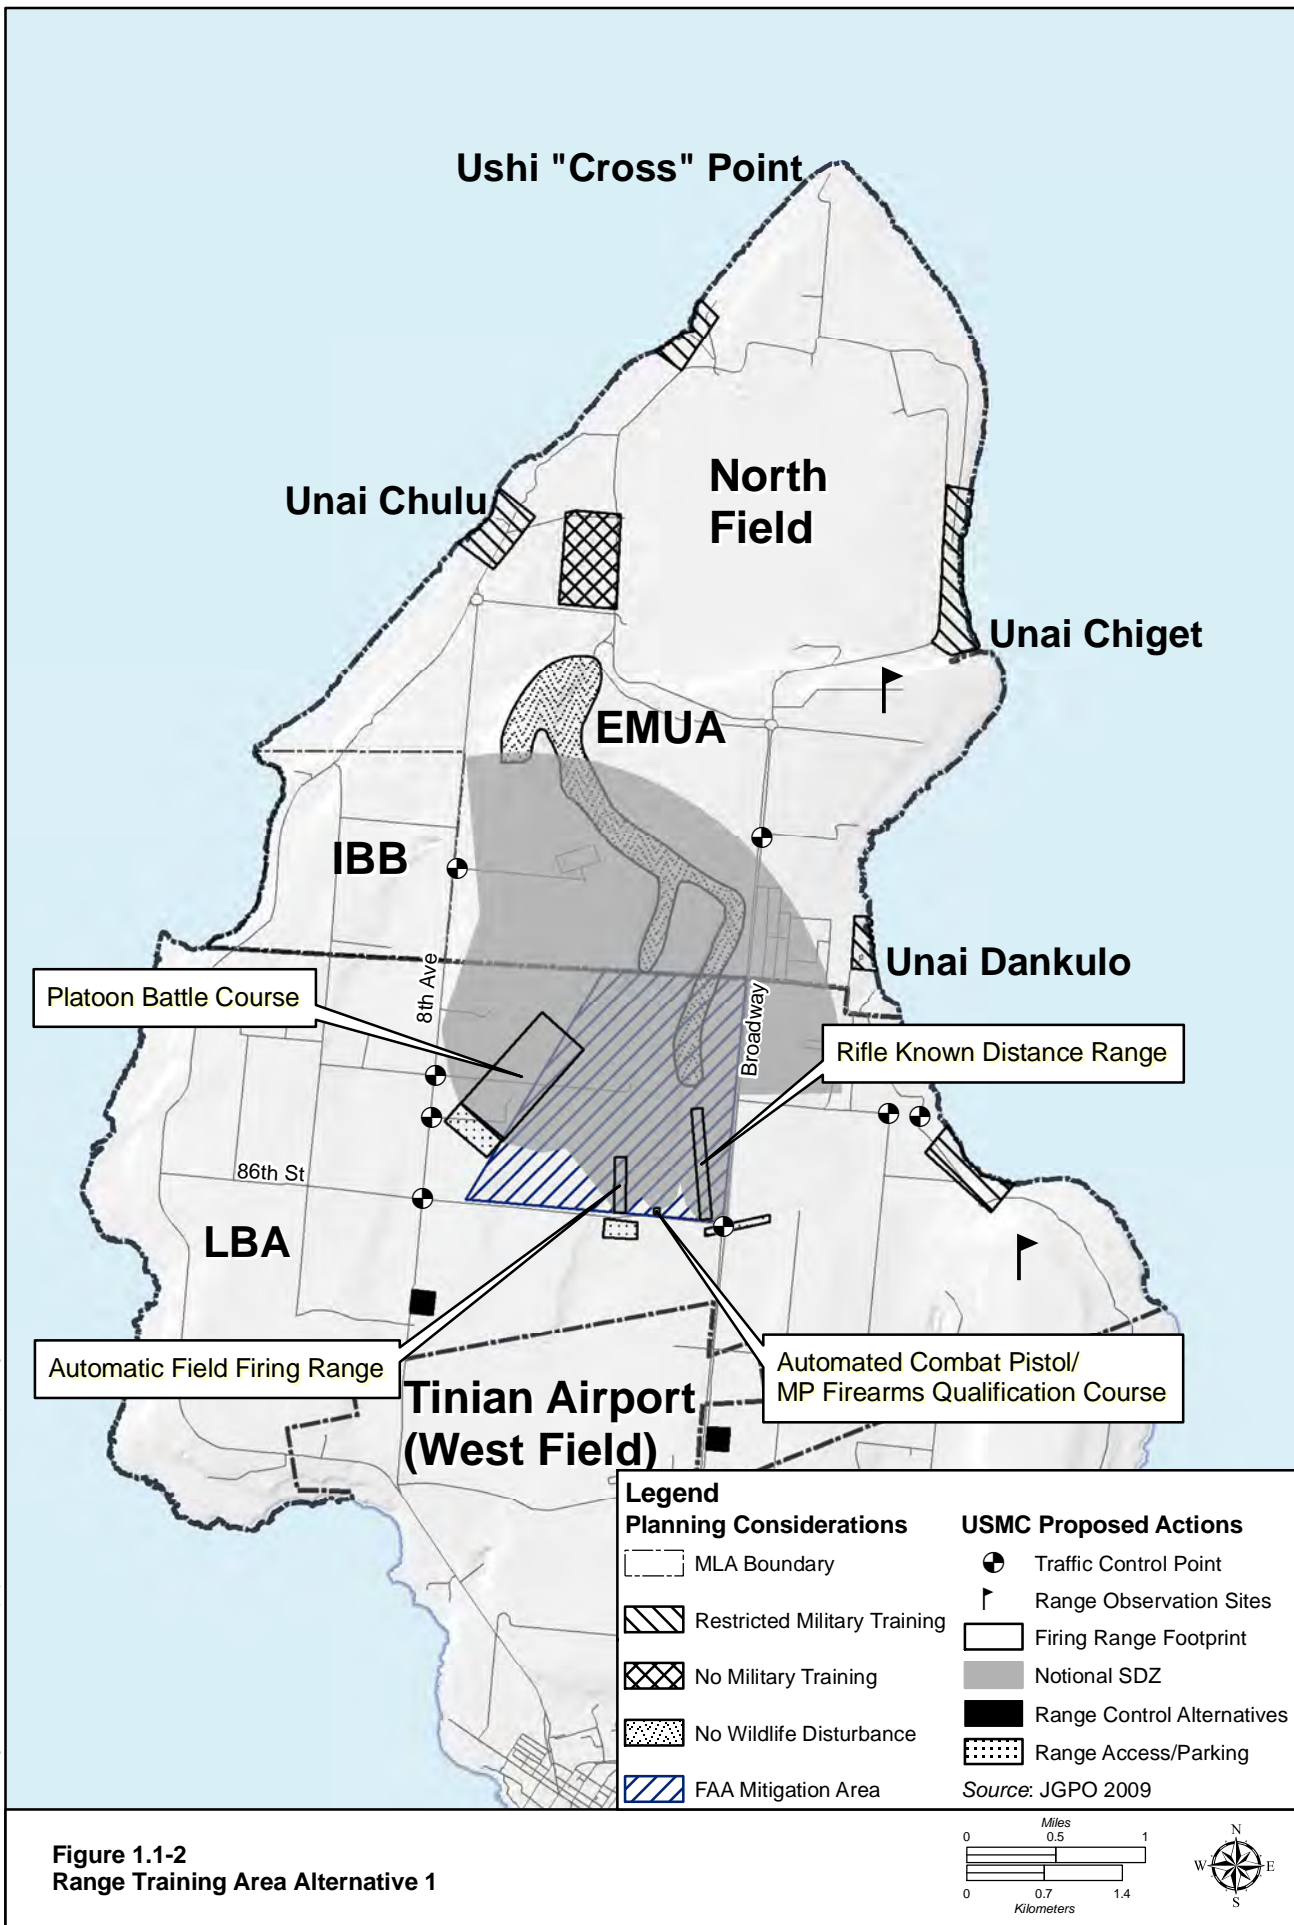 Ushi "Cross" Point
North
Field
Unai Chulu
Unai Chiget
EMUA
IBB
Unai Dankulo
8th Ave
Platoon Battle Course
Broadway
Rifle Known Distance Range
86th St
LBA
Automatic Field Firing Range
Automated Combat Pistol/
MP Firearms Qualification Course
Tinian Airport
(West Field)
Legend
Planning Considerations
MLA Boundary
Restricted Military Training
No Military Training
No Wildlife Disturbance
FAA Mitigation Area
USMC Proposed Actions
Traffic Control Point
Range Observation Sites
Firing Range Footprint
Notional SDZ
Range Control Alternatives
Range Access/Parking
Source: JGPO 2009
Figure 1.1-2
Range Training Area Alternative 1
Miles
0 0.5 1
0 0.7 1.4
Kilometers
N
W E
S